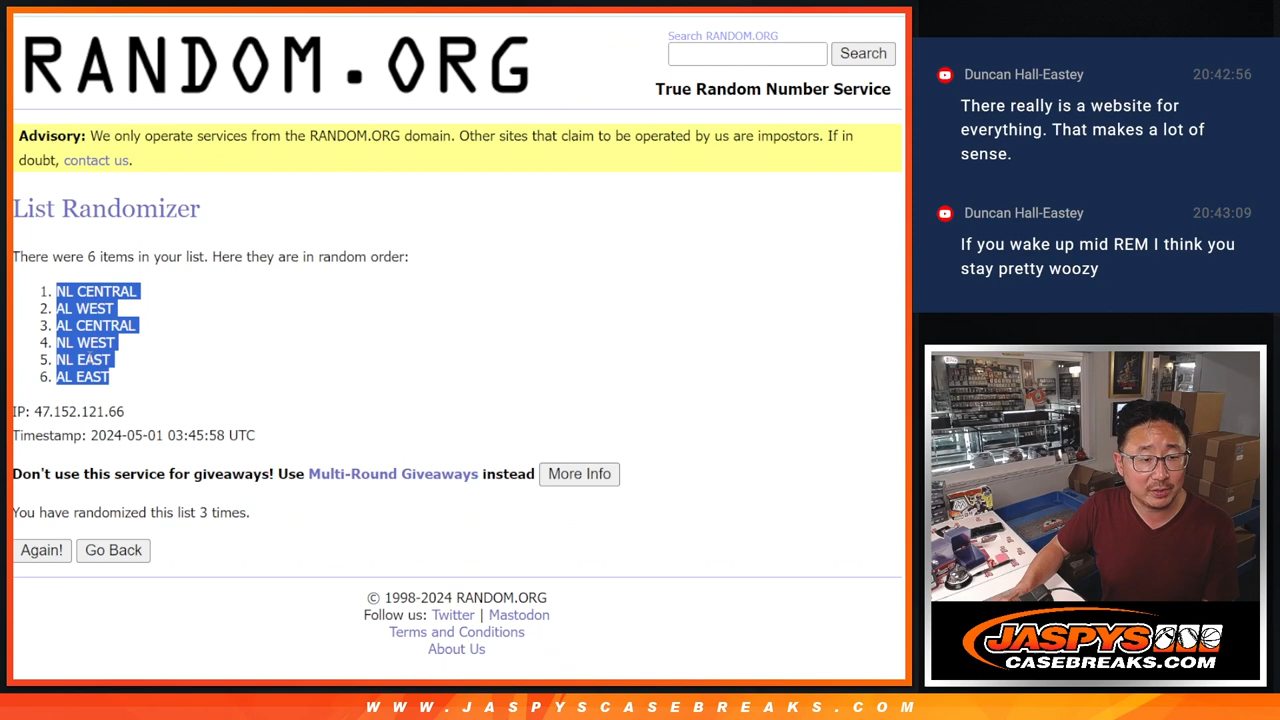 RANDOM.ORG
Search RANDOM.ORG
Search
True Random Number Service
Advisory: We only operate services from the RANDOM.ORG domain. Other sites that claim to be operated by us are impostors. If in
doubt, contact us.
List Randomizer
There were 6 items in your list. Here they are in random order:
1. NL CENTRAL
2. AL WEST
3. AL CENTRAL
4. NL WEST
5. NL EAST
6. AL EAST
IP: 47.152.121.66
Timestamp: 2024-05-01 03:45:58 UTC
Don't use this service for giveaways! Use Multi-Round Giveaways instead More Info
You have randomized this list 3 times.
Again! Go Back
© 1998-2024 RANDOM.ORG
Follow us: Twitter | Mastodon
Terms and Conditions
About Us
Duncan Hall-Eastey 20:42:56
There really is a website for
everything. That makes a lot of
sense.
Duncan Hall-Eastey 20:43:09
If you wake up mid REM I think you
stay pretty woozy
JASPYS
CASEBREAKS.COM
WWW.JASPYSCASEBREAKS.COM